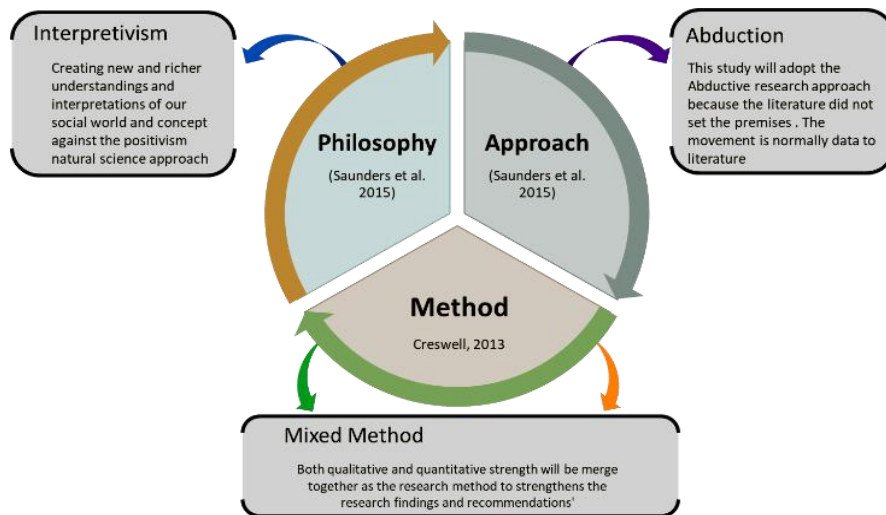 Interpretivism
Creating new and richer
understandings and
interpretations of our
social world and concept
against the positivism
natural science approach
Philosophy
(Saunders et al.
2015)
Approach
(Saunders et al.
2015)
Abduction
This study will adopt the
Abductive research approach
because the literature did not
set the premises . The
movement is normally data to
literature
Method
Creswell, 2013
Mixed Method
Both qualitative and quantitative strength will be merge
together as the research method to strengthens the
research findings and recommendations'